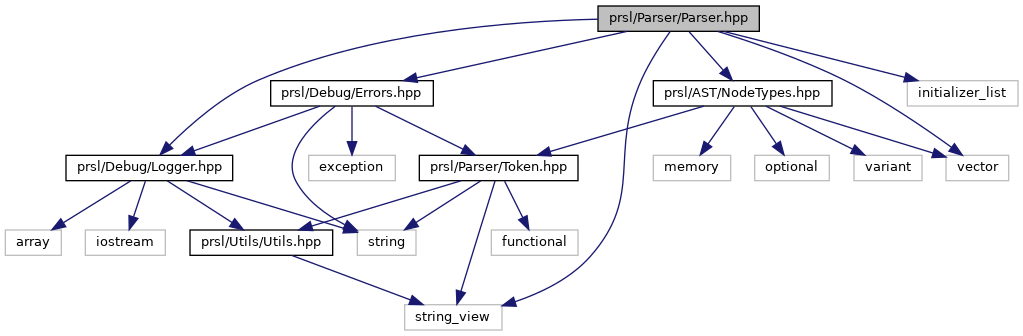 prsl/Parser/Parser.hpp
prsl/Debug/Errors.hpp
prsl/AST/NodeTypes.hpp
initializer_list
prsl/Debug/Logger.hpp
exception
prsl/Parser/Token.hpp
memory
optional
variant
vector
array
iostream
prsl/Utils/Utils.hpp
string
functional
string_view